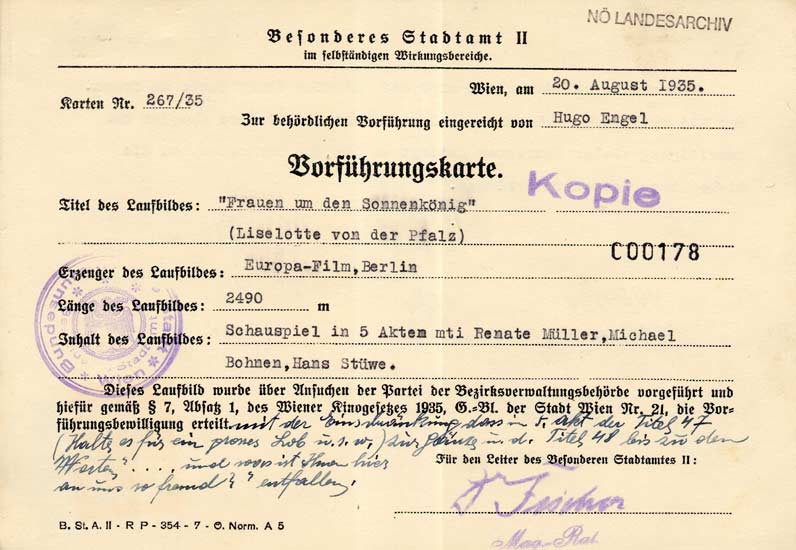 NÖ LANDESARCHIV
Besonderes Stadtamt II
im selbständigen Wirkungsbereiche.
Wien, am 20. August 1935.
Karten Nr. 267/35
Zur behördlichen Vorführung eingereicht von Hugo Engel
Vorführungskarte.
Kopie
Titel des Laufbildes: "Frauen um den Sonnenkönig"
(Liselotte von der Pfalz)
C00178
Erzeuger des Laufbildes: Europa-Film,Berlin
Länge des Laufbildes: 2490 m
Inhalt des Laufbildes: Schauspiel in 5 Akten mti Renate Müller,Michael
Bohnen,Hans Stüwe.
Dieses Laufbild wurde über Ansuchen der Partei der Bezirksverwaltungsbehörde vorgeführt und
hiefür gemäß § 7, Absatz 1, des Wiener Kinogesetzes 1935, G.-Bl. der Stadt Wien Nr. 21, die Vor-
führungsbewilligung erteilt mit der Einschränkung, dass in 5. Akt der Titel 47
es für ein Lob u.s.w.) zur u. d. Titel 48 bis zu den
Worten ".... und was ist Ihnen hier
an uns so fremd?" entfallen.
Für den Leiter des Besonderen Stadtamtes II:
Fischer
Mag-Rat
B. St. A. II - R P - 354 - 7 - Ö. Norm. A 5